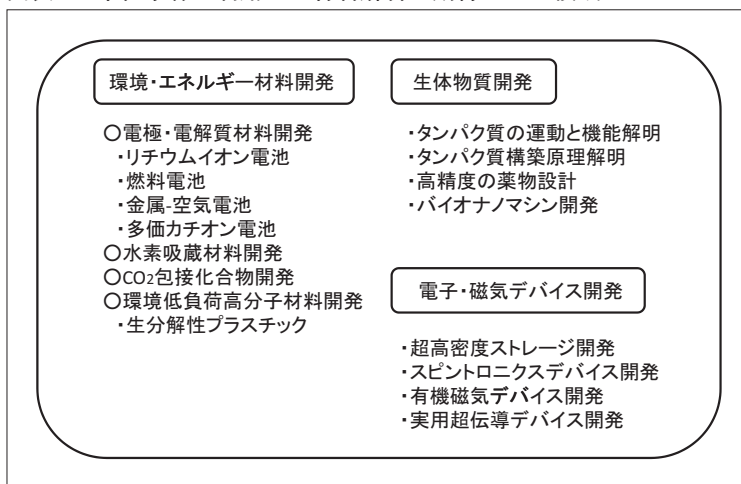 環境・エネルギー材料開発
〇電極・電解質材料開発
・リチウムイオン電池
・燃料電池
・金属-空気電池
・多価カチオン電池
〇水素吸蔵材料開発
〇CO₂包接化合物開発
〇環境低負荷高分子材料開発
・生分解性プラスチック
生体物質開発
・タンパク質の運動と機能解明
・タンパク質構築原理解明
・高精度の薬物設計
・バイオナノマシン開発
電子・磁気デバイス開発
・超高密度ストレージ開発
・スピントロニクスデバイス開発
・有機磁気デバイス開発
・実用超伝導デバイス開発